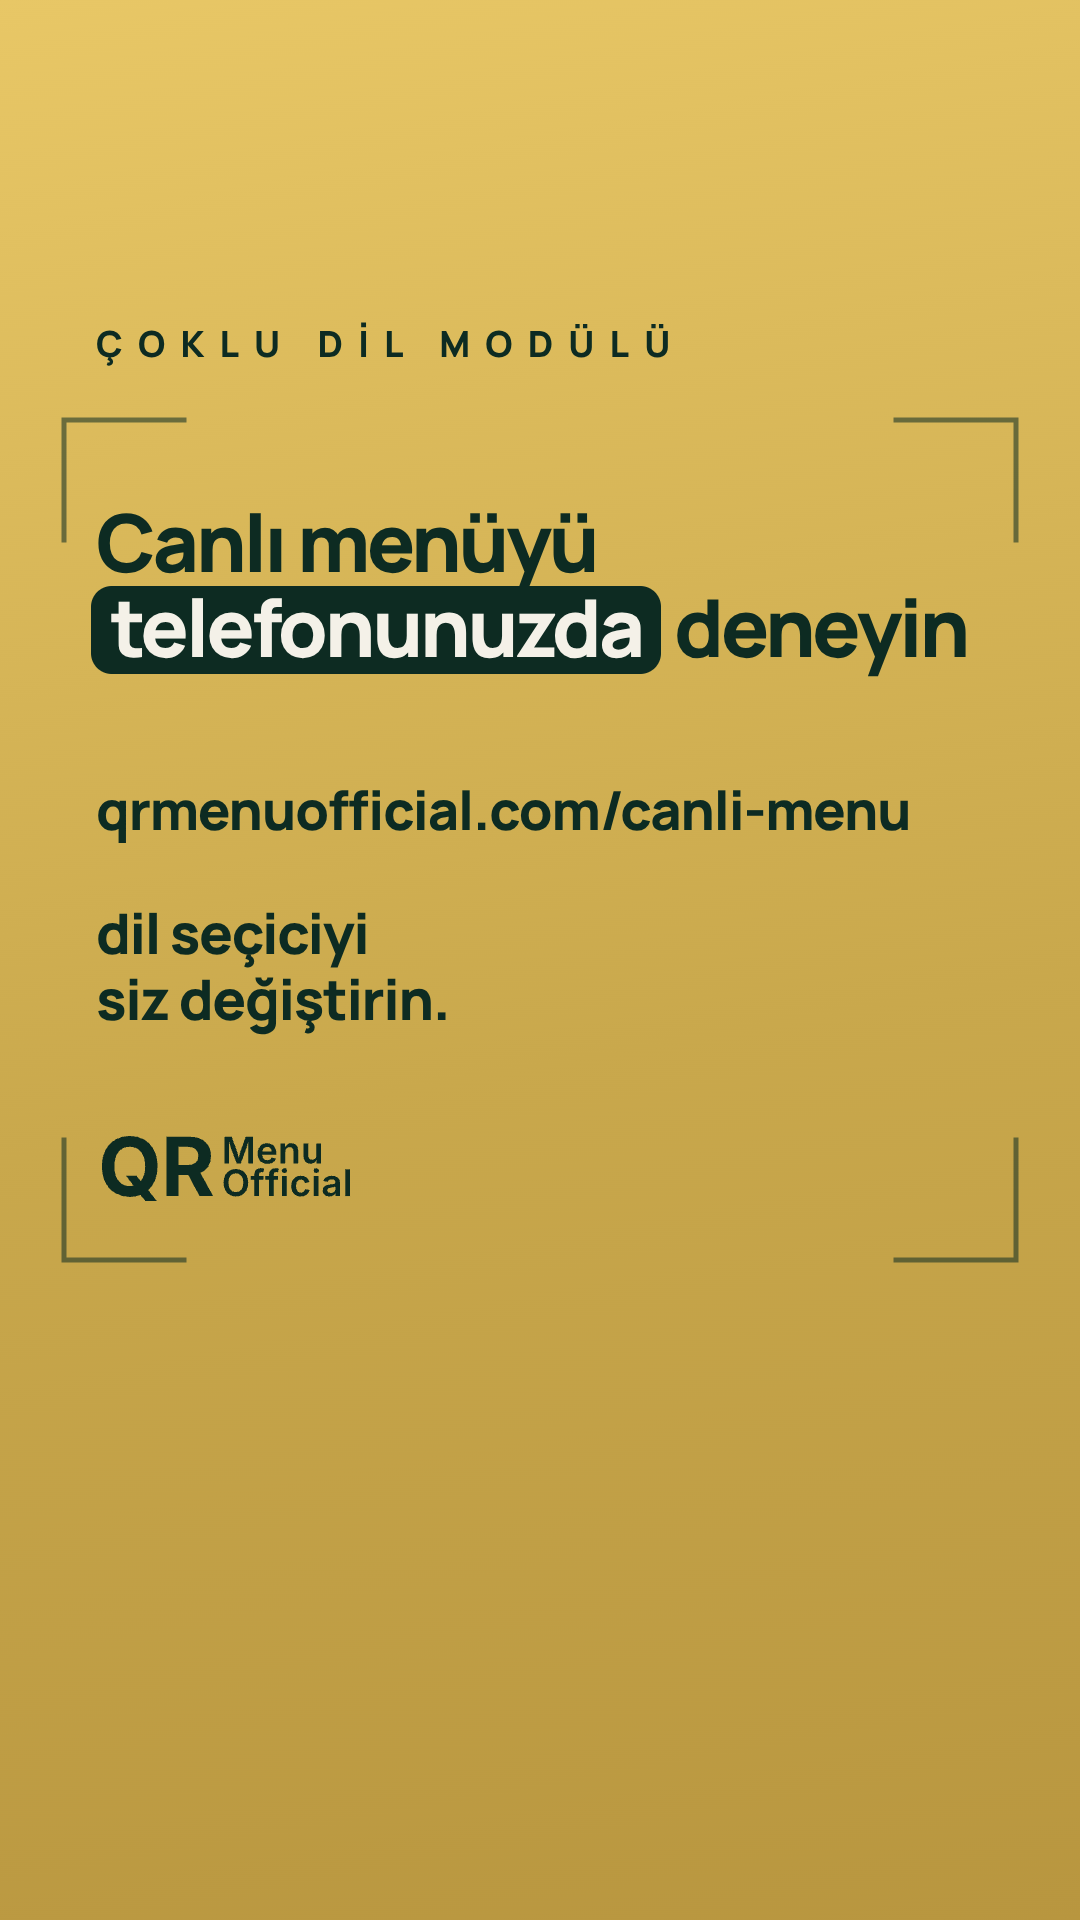 ÇOKLU DİL MODÜLÜ
Canlı menüyü
telefonunuzda deneyin
qrmenuofficial.com/canli-menu
dil seçiciyi
siz değiştirin.
QR Menu
Official